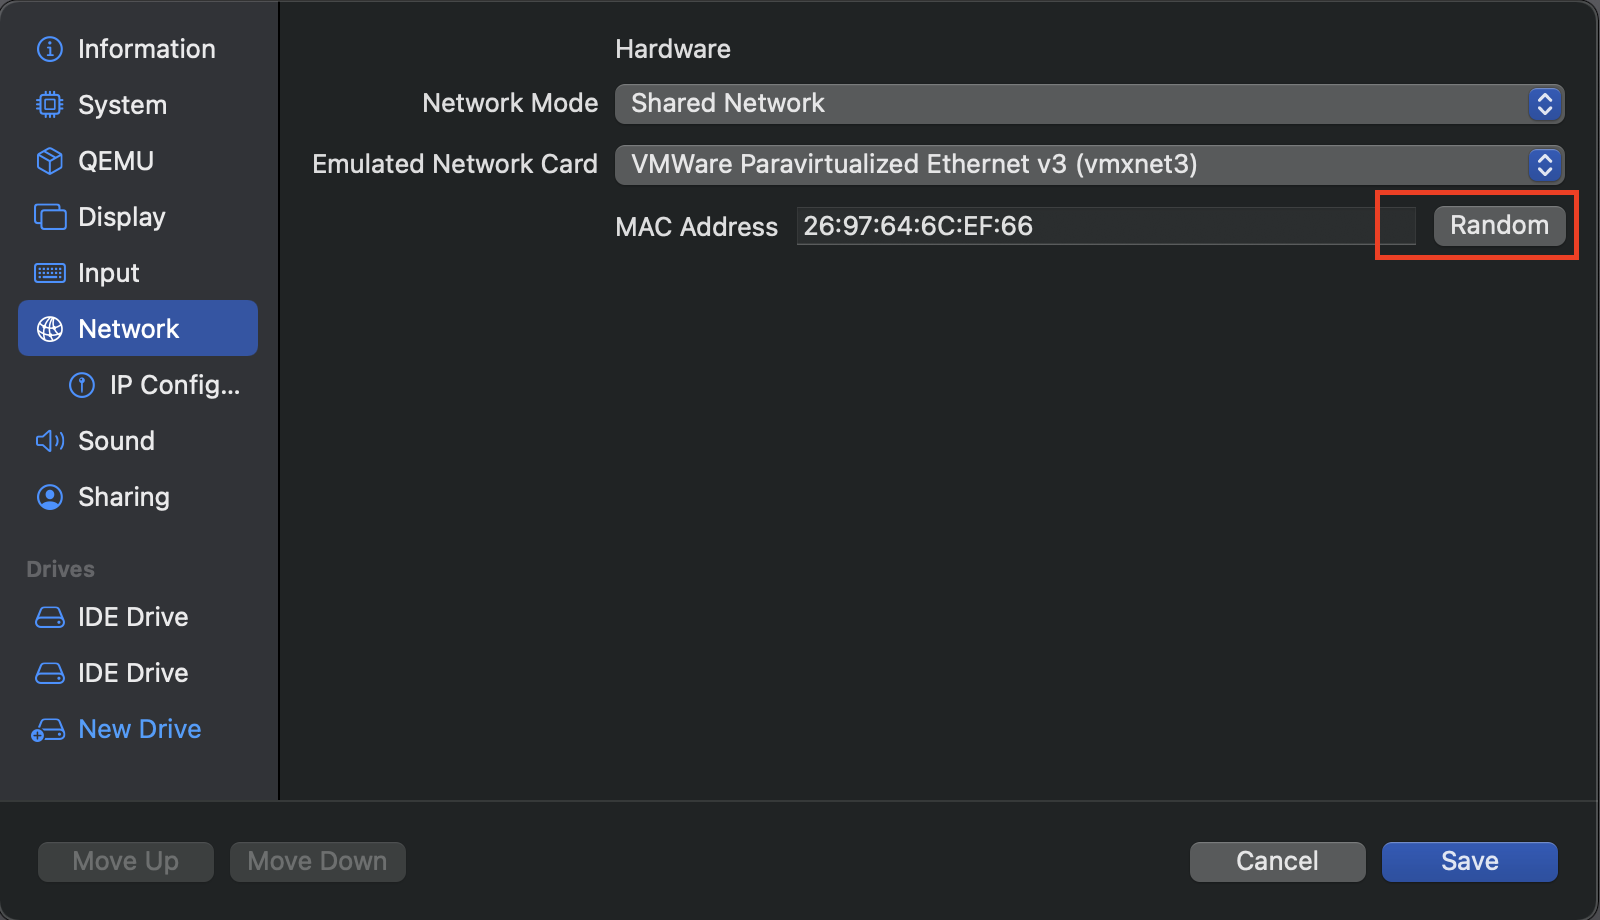 Information
System
QEMU
Display
Input
Network
IP Config...
Sound
Sharing
Drives
IDE Drive
IDE Drive
New Drive
Hardware
Network Mode Shared Network
Emulated Network Card VMWare Paravirtualized Ethernet v3 (vmxnet3)
MAC Address 26:97:64:6C:EF:66 Random
Move Up Move Down Cancel Save